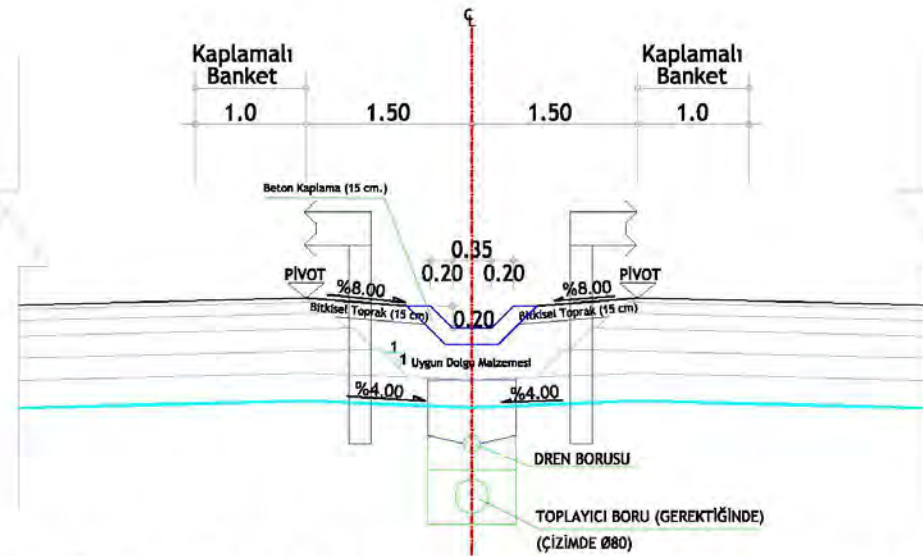 ℄
Kaplamalı
Banket
Kaplamalı
Banket
1.0
1.50
1.50
1.0
Beton Kaplama (15 cm.)
0.35
0.20
0.20
PİVOT
PİVOT
%8.00
%8.00
Bitkisel Toprak (15 cm)
0.20
Bitkisel Toprak (15 cm)
1
1
Uygun Dolgu Malzemesi
%4.00
%4.00
DREN BORUSU
TOPLAYICI BORU (GEREKTİĞİNDE)
(ÇİZİMDE Ø80)